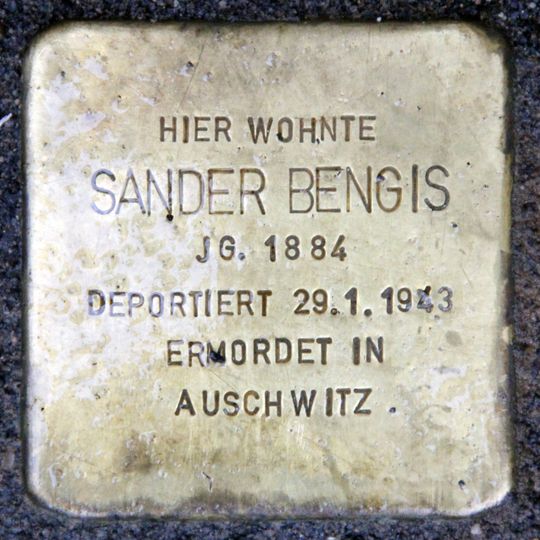 HIER WOHNTE
SANDER BENGIS
JG. 1884
DEPORTIERT 29.1.1943
ERMORDET IN
AUSCHWITZ